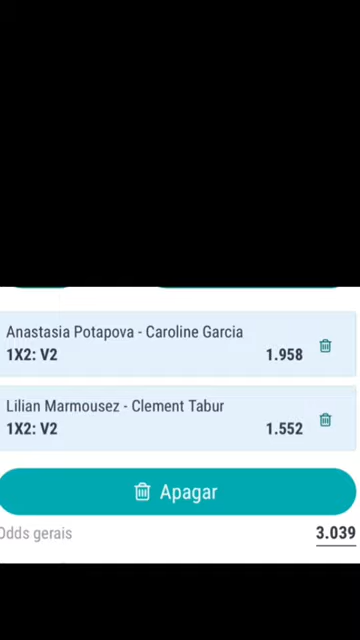 Anastasia Potapova - Caroline Garcia
1X2: V2 1.958
Lilian Marmousez - Clement Tabur
1X2: V2 1.552
Apagar
Odds gerais 3.039